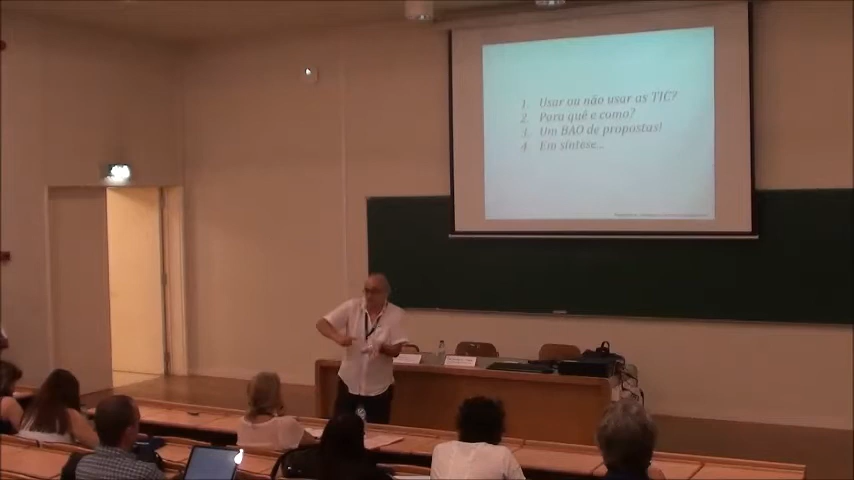 1. Usar ou não usar as TIC?
2. Para quê e como?
3. Um BAO de propostas!
4. Em síntese...